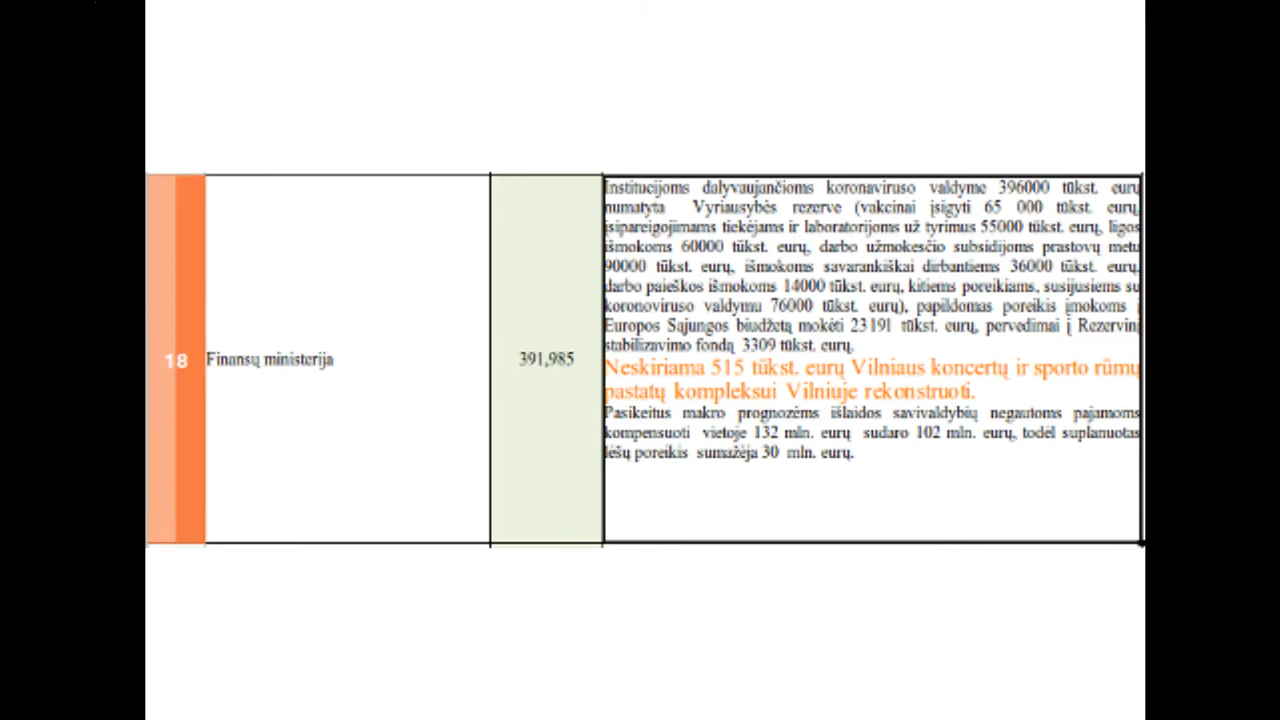 18
Finansų ministerija
391,985
Institucijoms dalyvaujančioms koronaviruso valdyme 396000 tūkst. eurų
numatyta Vyriausybės rezerve (vakcinai įsigyti 65 000 tūkst. eurų,
įsipareigojimams tiekėjams ir laboratorijoms už tyrimus 55000 tūkst. eurų, ligos
išmokoms 60000 tūkst. eurų, darbo užmokesčio subsidijoms prastovų metu
90000 tūkst. eurų, išmokoms savarankiškai dirbantiems 36000 tūkst. eurų,
darbo paieškos išmokoms 14000 tūkst. eurų, kitiems poreikiams, susijusiems su
koronoviruso valdymu 76000 tūkst. eurų), papildomas poreikis įmokoms į
Europos Sąjungos biudžetą mokėti 23191 tūkst. eurų, pervedimai į Rezervinį
stabilizavimo fondą 3309 tūkst. eurų.
Neskiriama 515 tūkst. eurų Vilniaus koncertų ir sporto rūmų
pastatų kompleksui Vilniuje rekonstruoti.
Pasikeitus makro prognozėms išlaidos savivaldybių negautoms pajamoms
kompensuoti vietoje 132 mln. eurų sudaro 102 mln. eurų, todėl suplanuotas
lėšų poreikis sumažėja 30 mln. eurų.